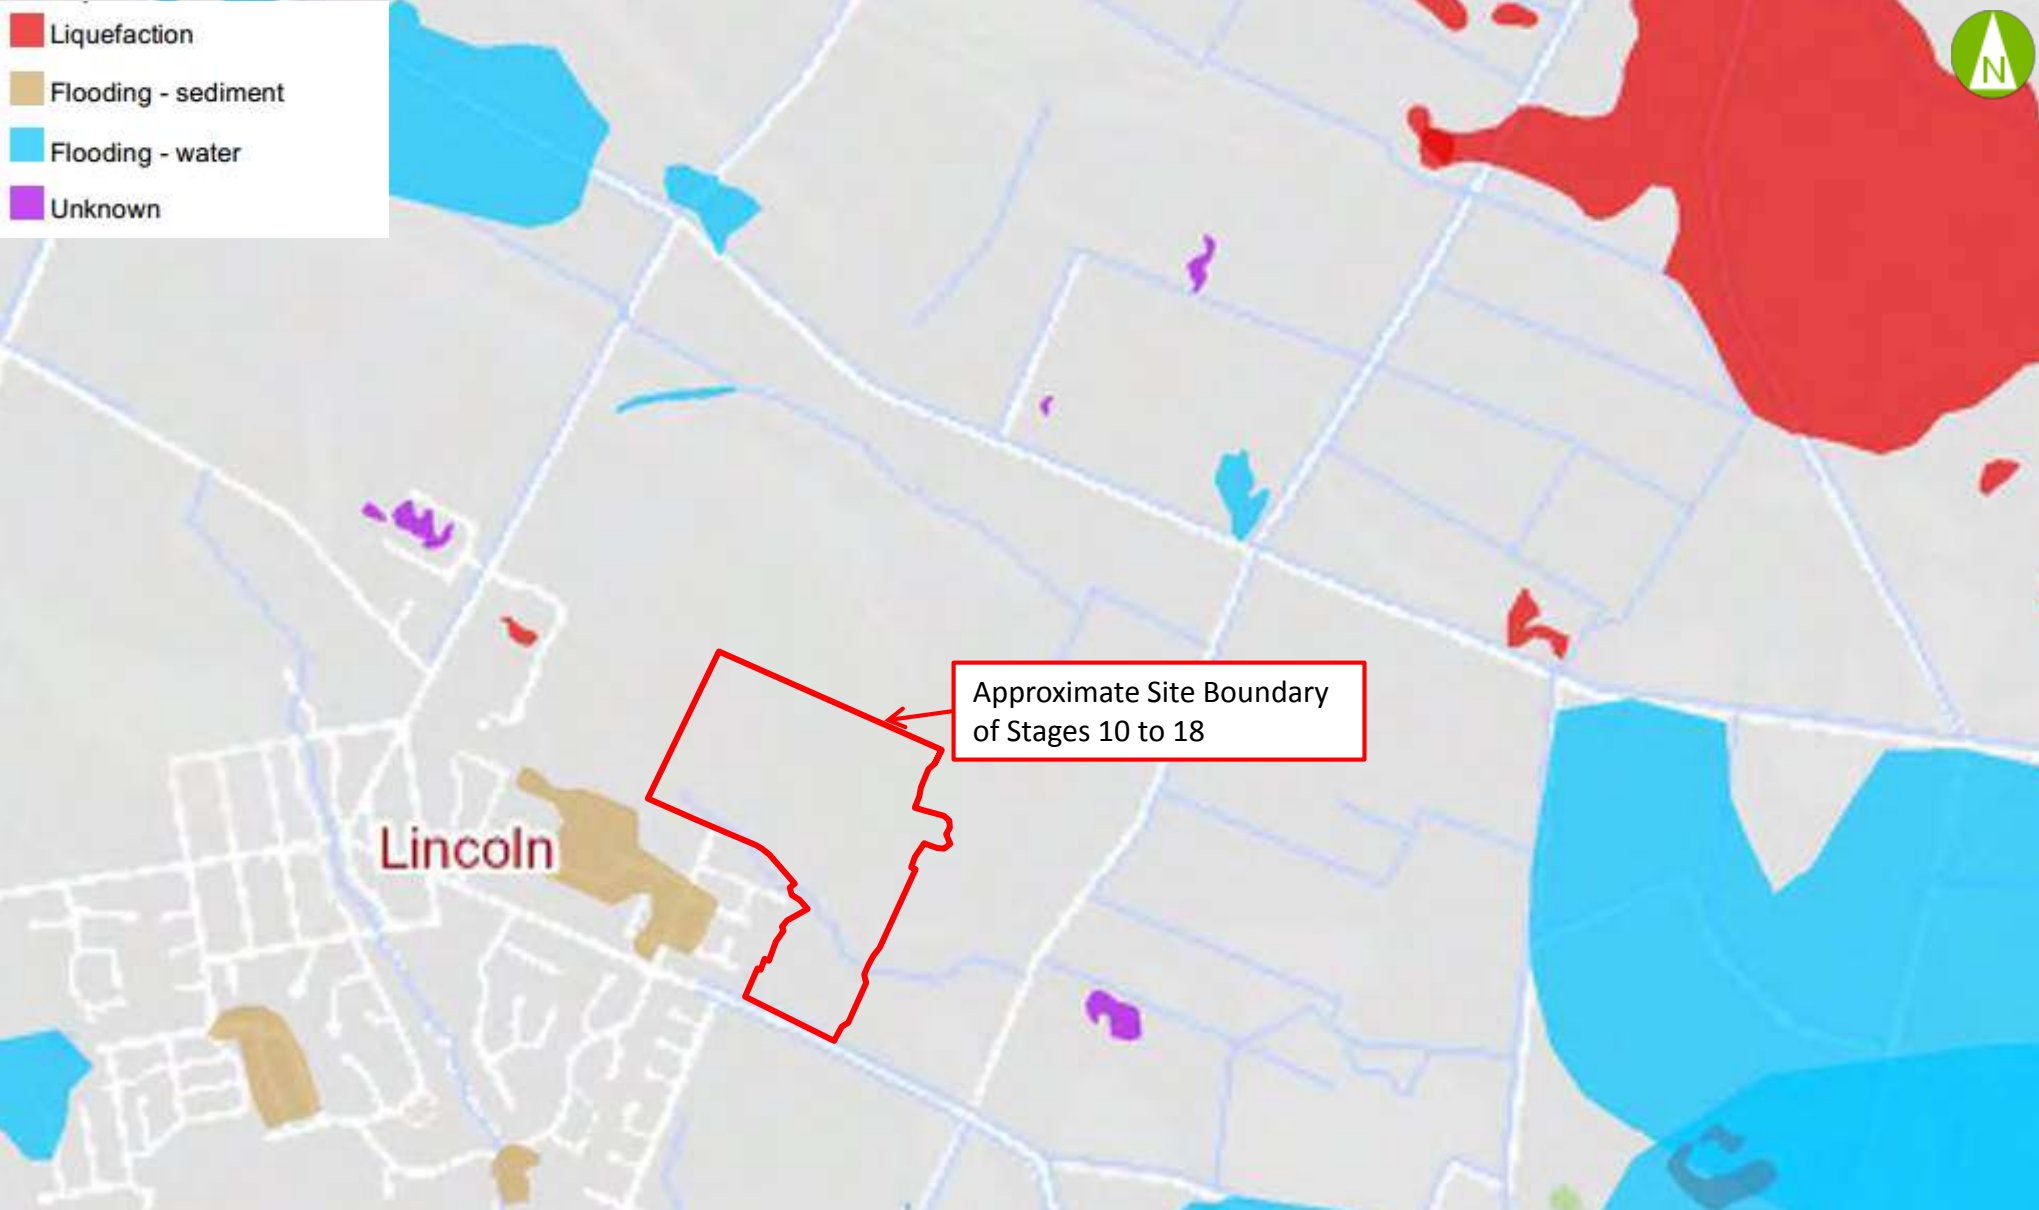 Liquefaction
Flooding - sediment
Flooding - water
Unknown
N
Approximate Site Boundary
of Stages 10 to 18
Lincoln